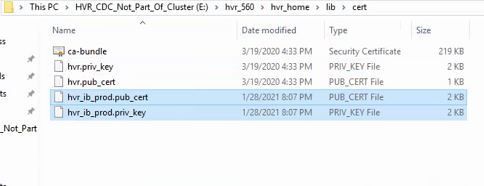 This PC > HVR_CDC_Not_Part_Of_Cluster (E:) > hvr_560 > hvr_home > lib > cert
Name Date modified Type Size
ca-bundle 3/19/2020 4:33 PM Security Certificate 219 KB
hvr.priv_key 3/19/2020 4:33 PM PRIV_KEY File 2 KB
hvr.pub_cert 3/19/2020 4:33 PM PUB_CERT File 1 KB
hvr_ib_prod.pub_cert 1/28/2021 8:07 PM PUB_CERT File 2 KB
hvr_ib_prod.priv_key 1/28/2021 8:07 PM PRIV_KEY File 2 KB
ds
ts
_Not_Part